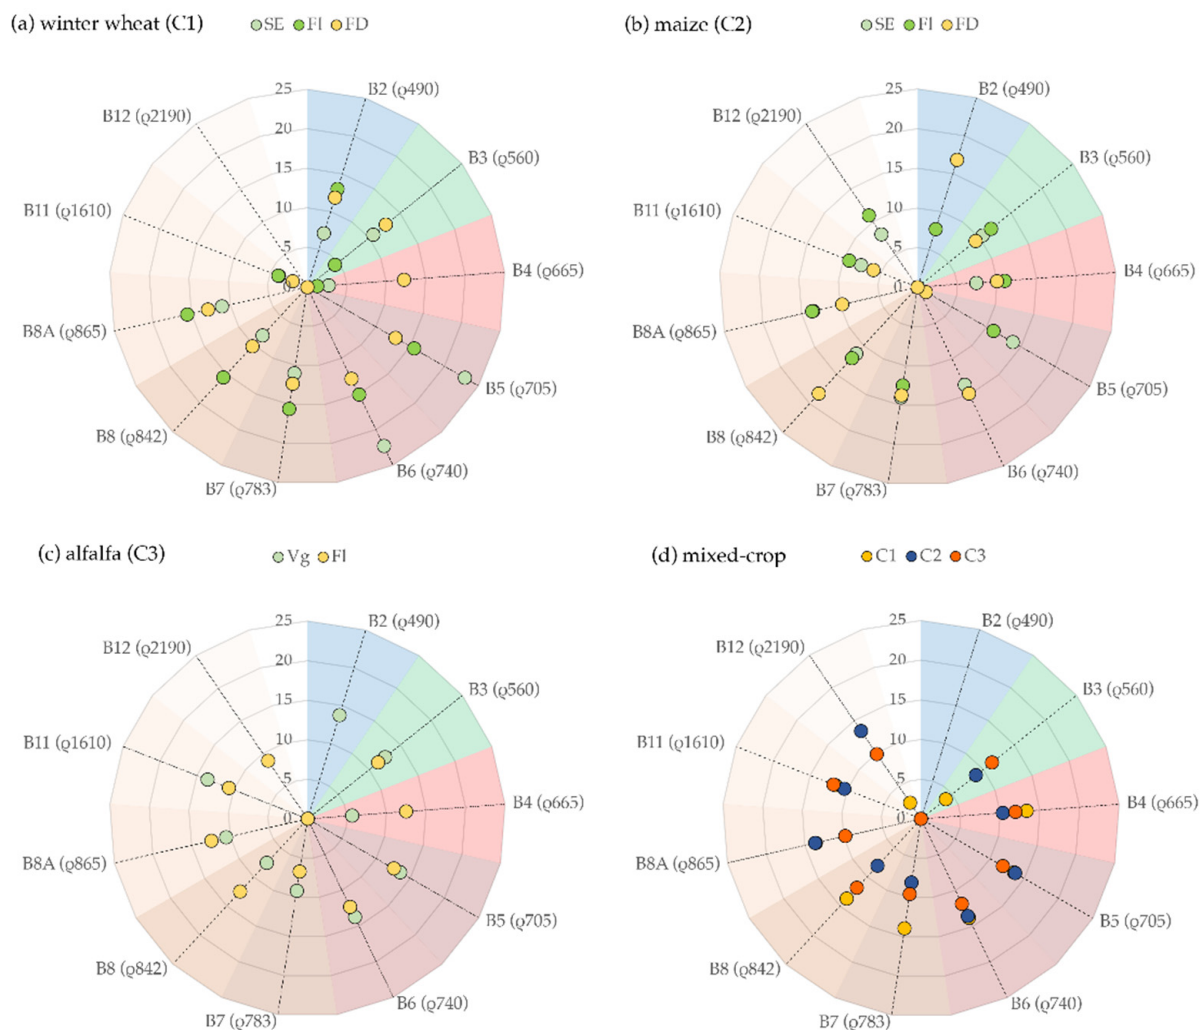 (a) winter wheat (C1) SE Fl FD
25
20
15
10
5
0
B2 (ρ490)
B3 (ρ560)
B4 (ρ665)
B5 (ρ705)
B6 (ρ740)
B7 (ρ783)
B8 (ρ842)
B8A (ρ865)
B11 (ρ1610)
B12 (ρ2190)
(b) maize (C2) SE Fl FD
25
20
15
10
5
0
B2 (ρ490)
B3 (ρ560)
B4 (ρ665)
B5 (ρ705)
B6 (ρ740)
B7 (ρ783)
B8 (ρ842)
B8A (ρ865)
B11 (ρ1610)
B12 (ρ2190)
(c) alfalfa (C3) Vg Fl
25
20
15
10
5
0
B2 (ρ490)
B3 (ρ560)
B4 (ρ665)
B5 (ρ705)
B6 (ρ740)
B7 (ρ783)
B8 (ρ842)
B8A (ρ865)
B11 (ρ1610)
B12 (ρ2190)
(d) mixed-crop C1 C2 C3
25
20
15
10
5
0
B2 (ρ490)
B3 (ρ560)
B4 (ρ665)
B5 (ρ705)
B6 (ρ740)
B7 (ρ783)
B8 (ρ842)
B8A (ρ865)
B11 (ρ1610)
B12 (ρ2190)